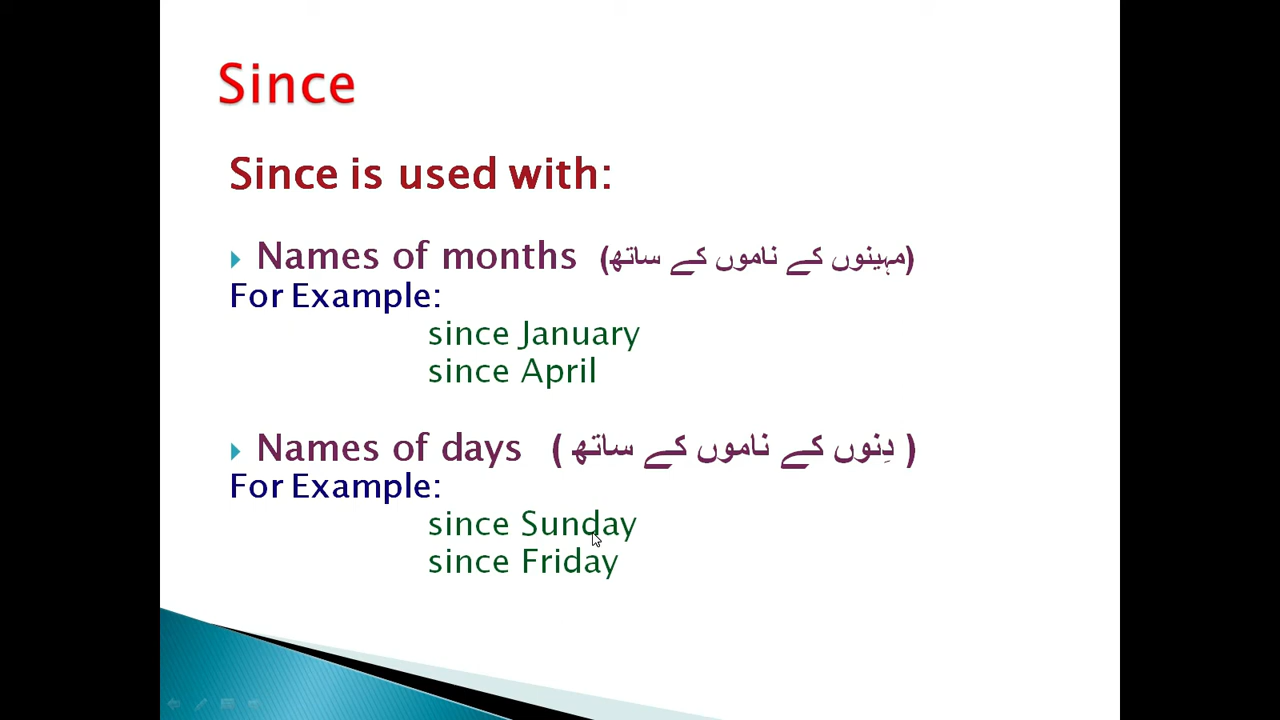 Since
Since is used with:
Names of months (مہینوں کے ناموں کے ساتھ)
For Example:
since January
since April
Names of days ( دِنوں کے ناموں کے ساتھ )
For Example:
since Sunday
since Friday